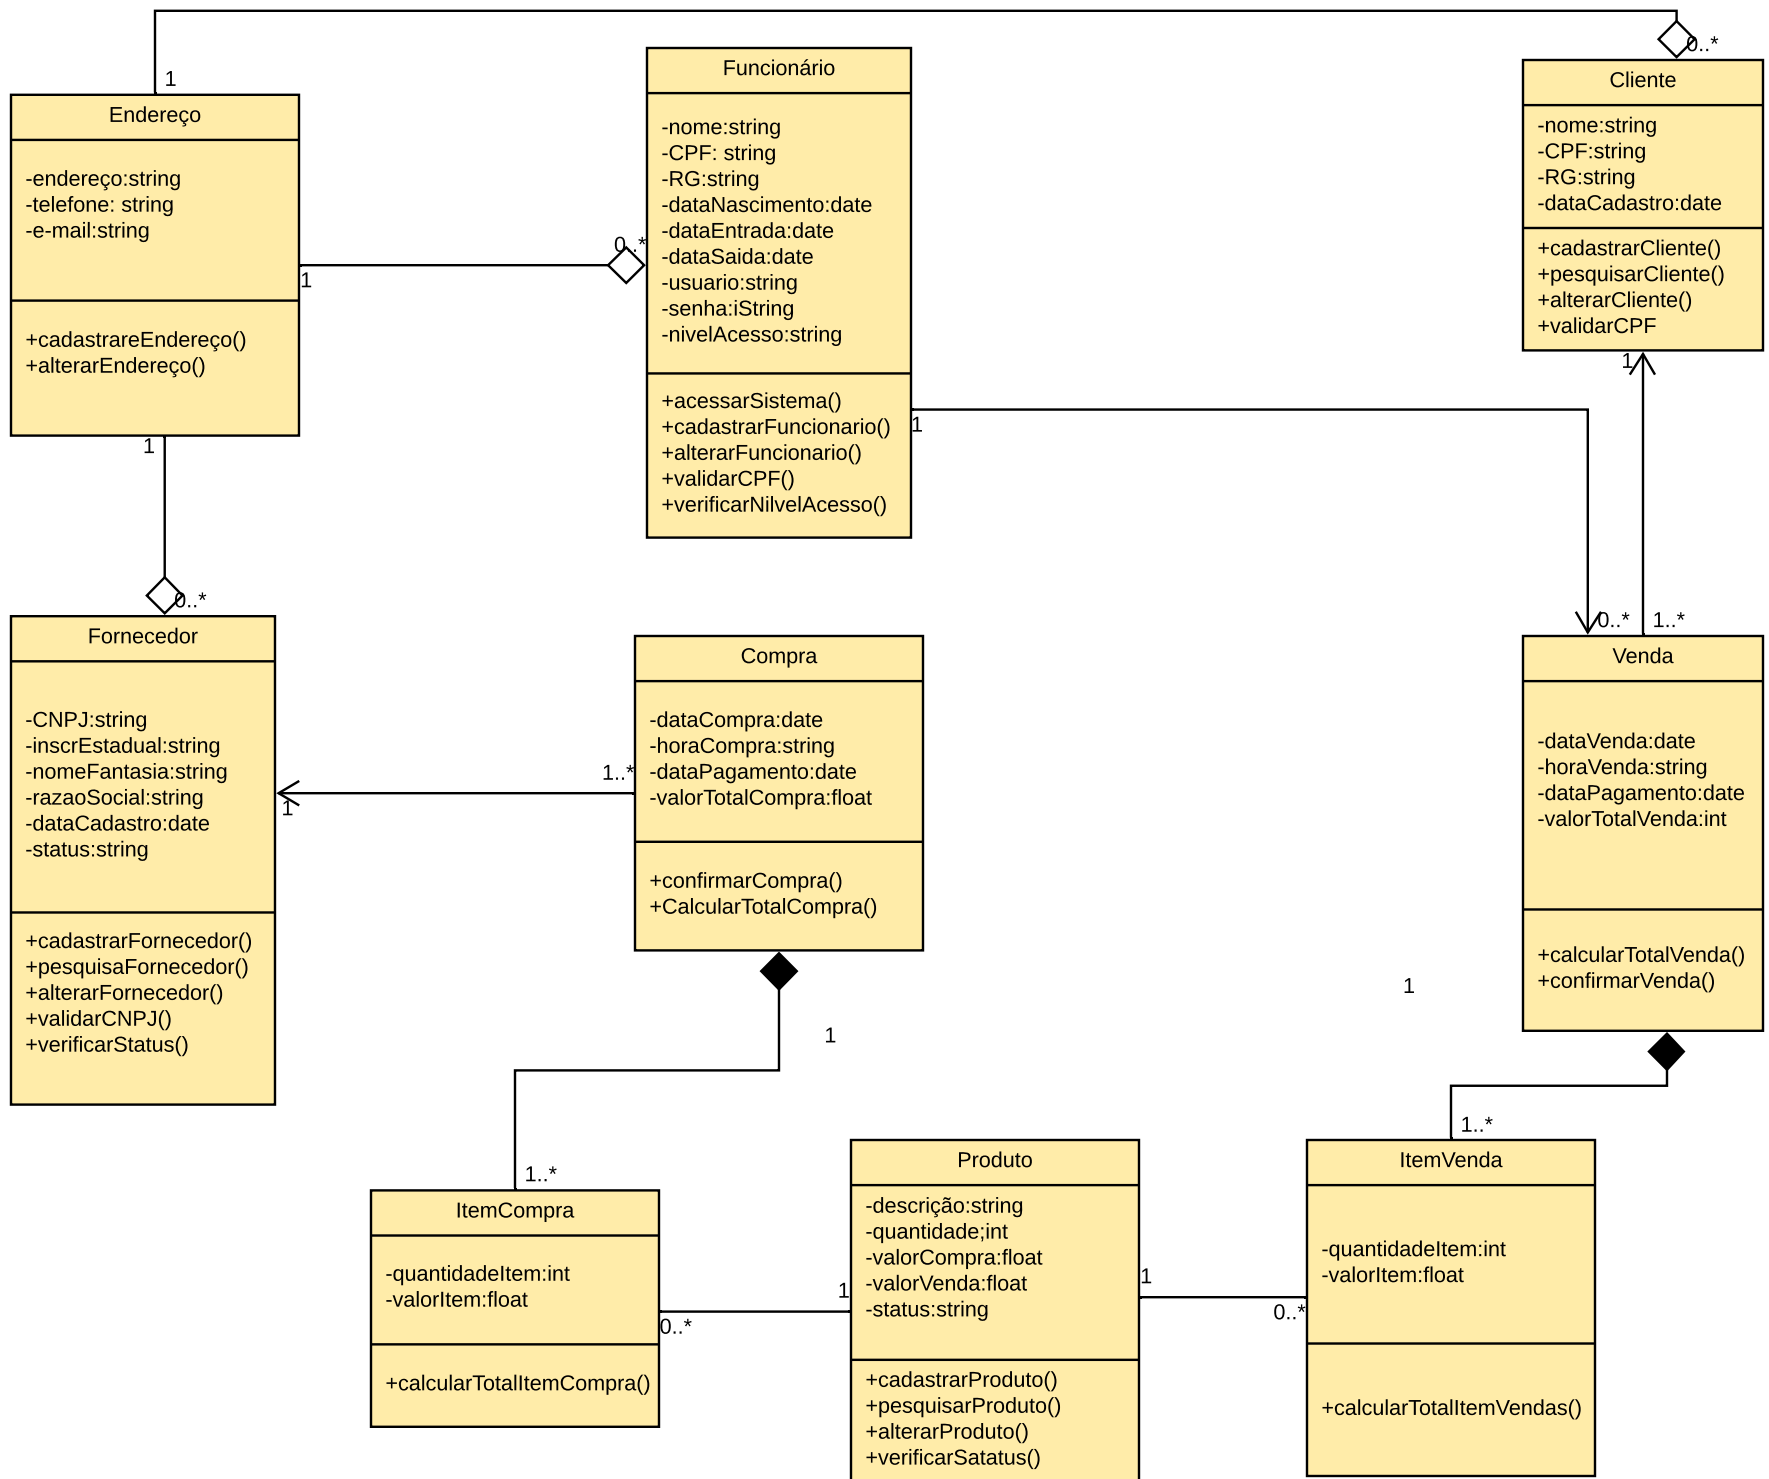 1
0..*
Endereço
-endereço:string
-telefone: string
-e-mail:string
+cadastrareEndereço()
+alterarEndereço()
1
0..*
1
0..*
Funcionário
-nome:string
-CPF: string
-RG:string
-dataNascimento:date
-dataEntrada:date
-dataSaida:date
-usuario:string
-senha:iString
-nivelAcesso:string
+acessarSistema()
+cadastrarFuncionario()
+alterarFuncionario()
+validarCPF()
+verificarNilvelAcesso()
1
0..*
Cliente
-nome:string
-CPF:string
-RG:string
-dataCadastro:date
+cadastrarCliente()
+pesquisarCliente()
+alterarCliente()
+validarCPF
1
1..*
Fornecedor
-CNPJ:string
-inscrEstadual:string
-nomeFantasia:string
-razaoSocial:string
-dataCadastro:date
-status:string
+cadastrarFornecedor()
+pesquisaFornecedor()
+alterarFornecedor()
+validarCNPJ()
+verificarStatus()
1
1..*
Compra
-dataCompra:date
-horaCompra:string
-dataPagamento:date
-valorTotalCompra:float
+confirmarCompra()
+CalcularTotalCompra()
1
1..*
Venda
-dataVenda:date
-horaVenda:string
-dataPagamento:date
-valorTotalVenda:int
+calcularTotalVenda()
+confirmarVenda()
1
1..*
ItemCompra
-quantidadeItem:int
-valorItem:float
+calcularTotalItemCompra()
0..*
1
Produto
-descrição:string
-quantidade;int
-valorCompra:float
-valorVenda:float
-status:string
+cadastrarProduto()
+pesquisarProduto()
+alterarProduto()
+verificarSatatus()
1
0..*
ItemVenda
-quantidadeItem:int
-valorItem:float
+calcularTotalItemVendas()